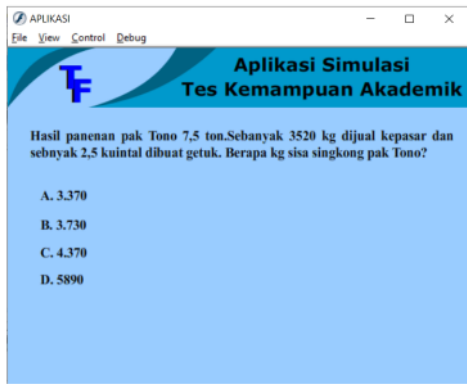 APLIKASI
File View Control Debug
TF
Aplikasi Simulasi
Tes Kemampuan Akademik
Hasil panenan pak Tono 7,5 ton.Sebanyak 3520 kg dijual kepasar dan
sebnyak 2,5 kuintal dibuat getuk. Berapa kg sisa singkong pak Tono?
A. 3.370
B. 3.730
C. 4.370
D. 5890